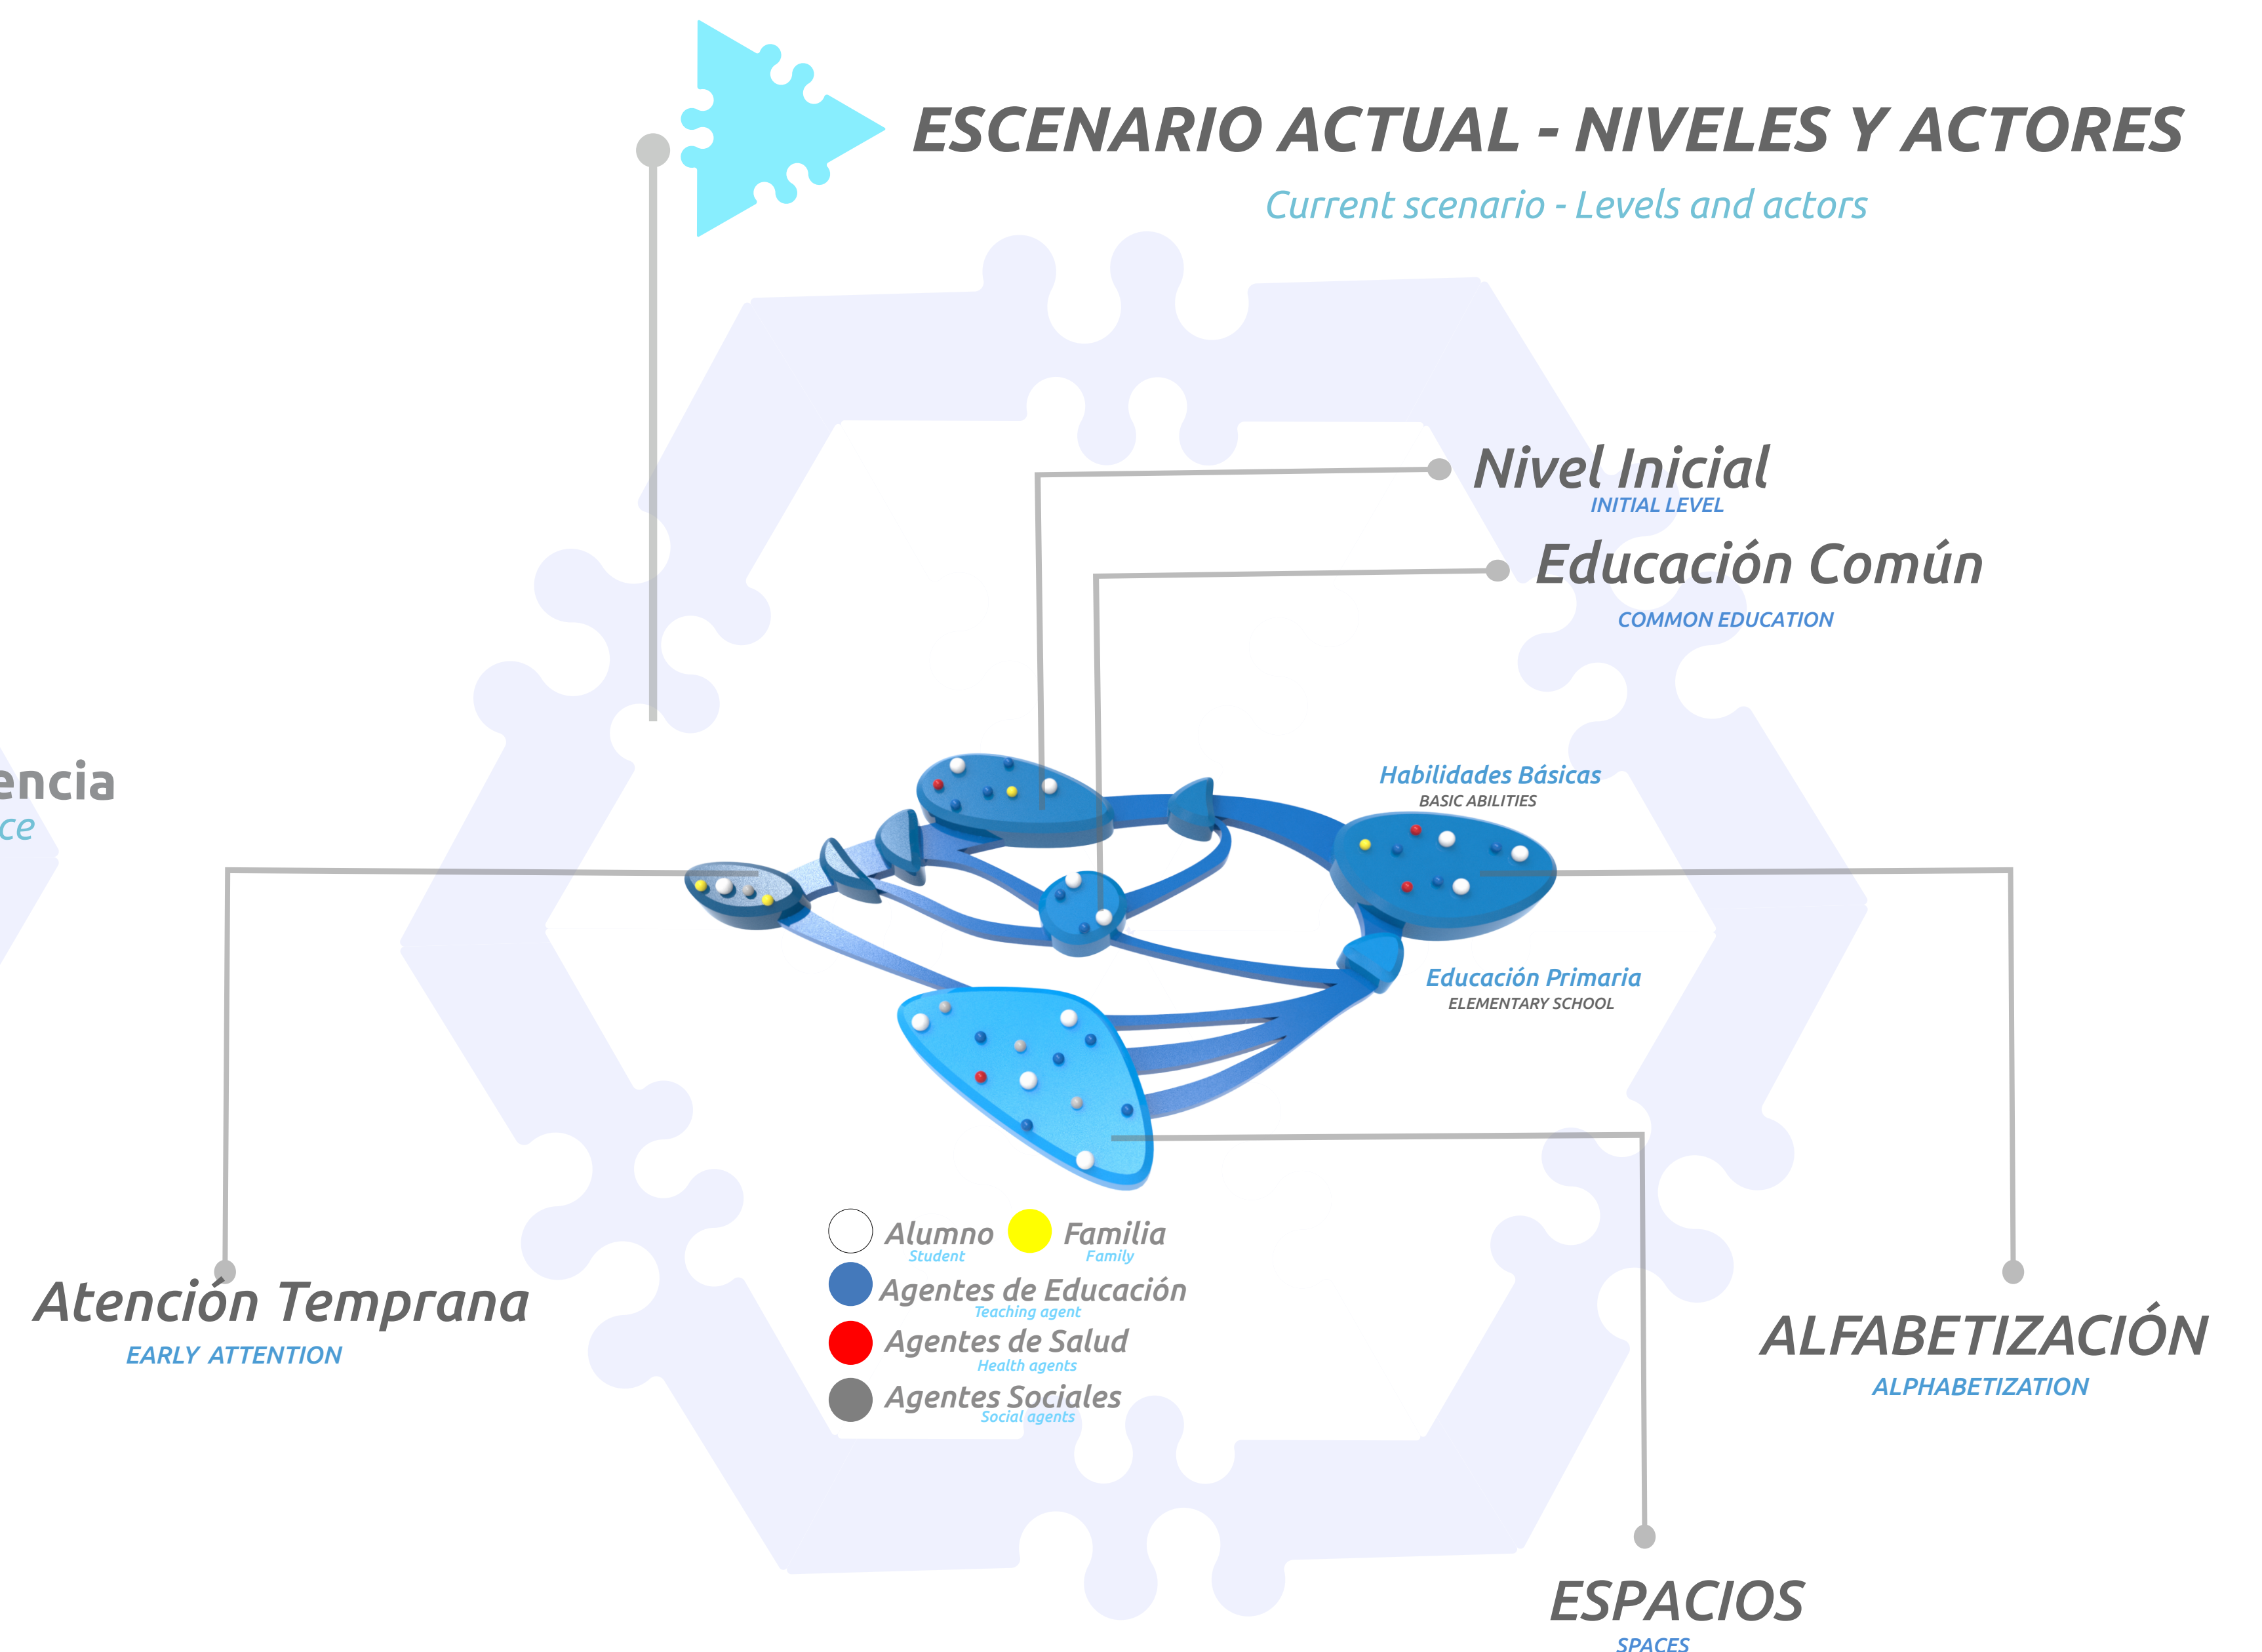 ESCENARIO ACTUAL - NIVELES Y ACTORES
Current scenario - Levels and actors
Nivel Inicial
INITIAL LEVEL
Educación Común
COMMON EDUCATION
encia
ce
Habilidades Básicas
BASIC ABILITIES
Educación Primaria
ELEMENTARY SCHOOL
Alumno
Student
Familia
Family
Agentes de Educación
Teaching agent
Agentes de Salud
Health agents
Agentes Sociales
Social agents
Atención Temprana
EARLY ATTENTION
ALFABETIZACIÓN
ALPHABETIZATION
ESPACIOS
SPACES